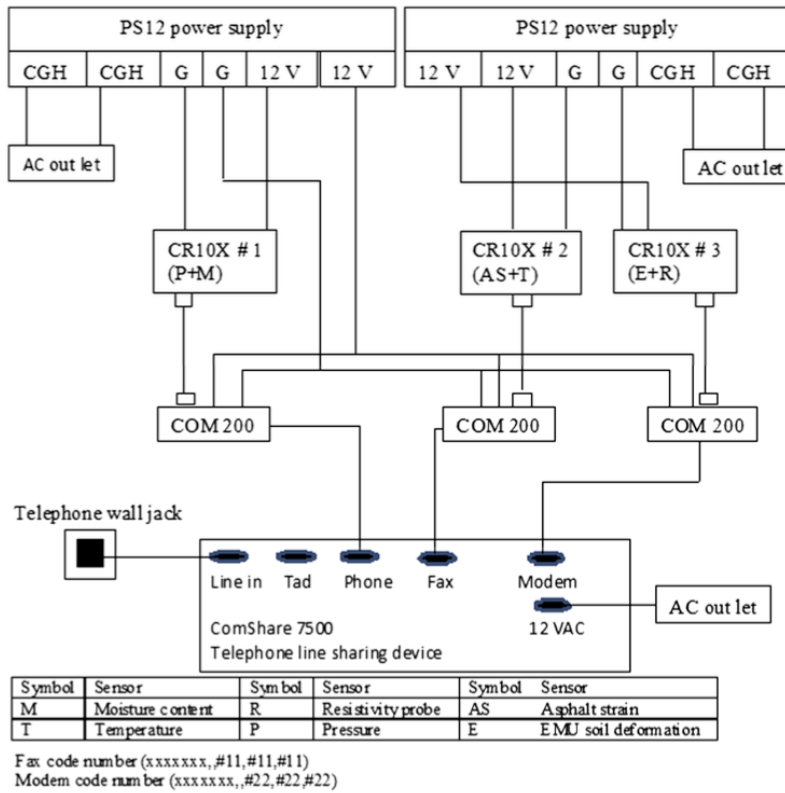 PS12 power supply PS12 power supply
CGH CGH G G 12 V 12 V 12 V 12 V G G CGH CGH
AC out let AC out let
CR10X # 1 CR10X # 2 CR10X # 3
(P+M) (AS+T) (E+R)
COM 200 COM 200 COM 200
Telephone wall jack
Line in Tad Phone Fax Modem
AC out let
ComShare 7500 12 VAC
Telephone line sharing device
Symbol Sensor Symbol Sensor Symbol Sensor
M Moisture content R Resistivity probe AS Asphalt strain
T Temperature P Pressure E EMU soil deformation
Fax code number (xxxxxxx,,#11,#11,#11)
Modem code number (xxxxxxx,,#22,#22,#22)